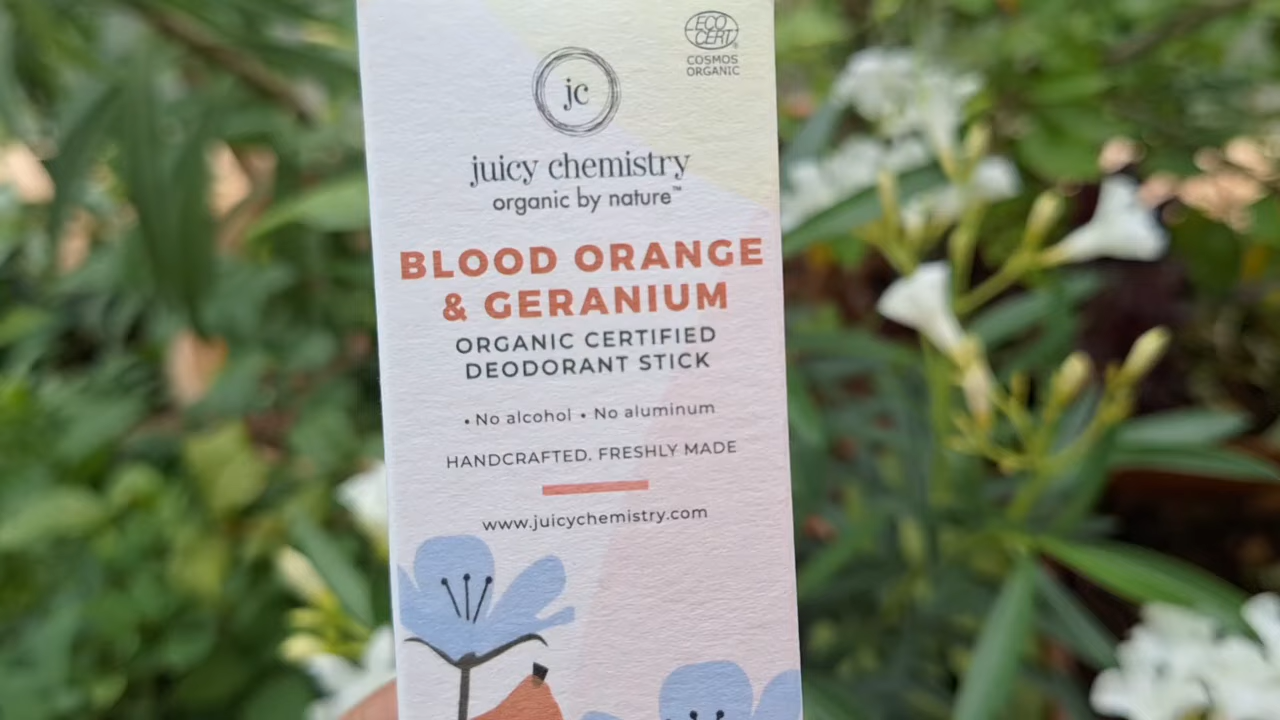 ECO
CERT®
COSMOS
ORGANIC
jc
juicy chemistry
organic by nature™
BLOOD ORANGE
& GERANIUM
ORGANIC CERTIFIED
DEODORANT STICK
• No alcohol • No aluminum
HANDCRAFTED. FRESHLY MADE
www.juicychemistry.com